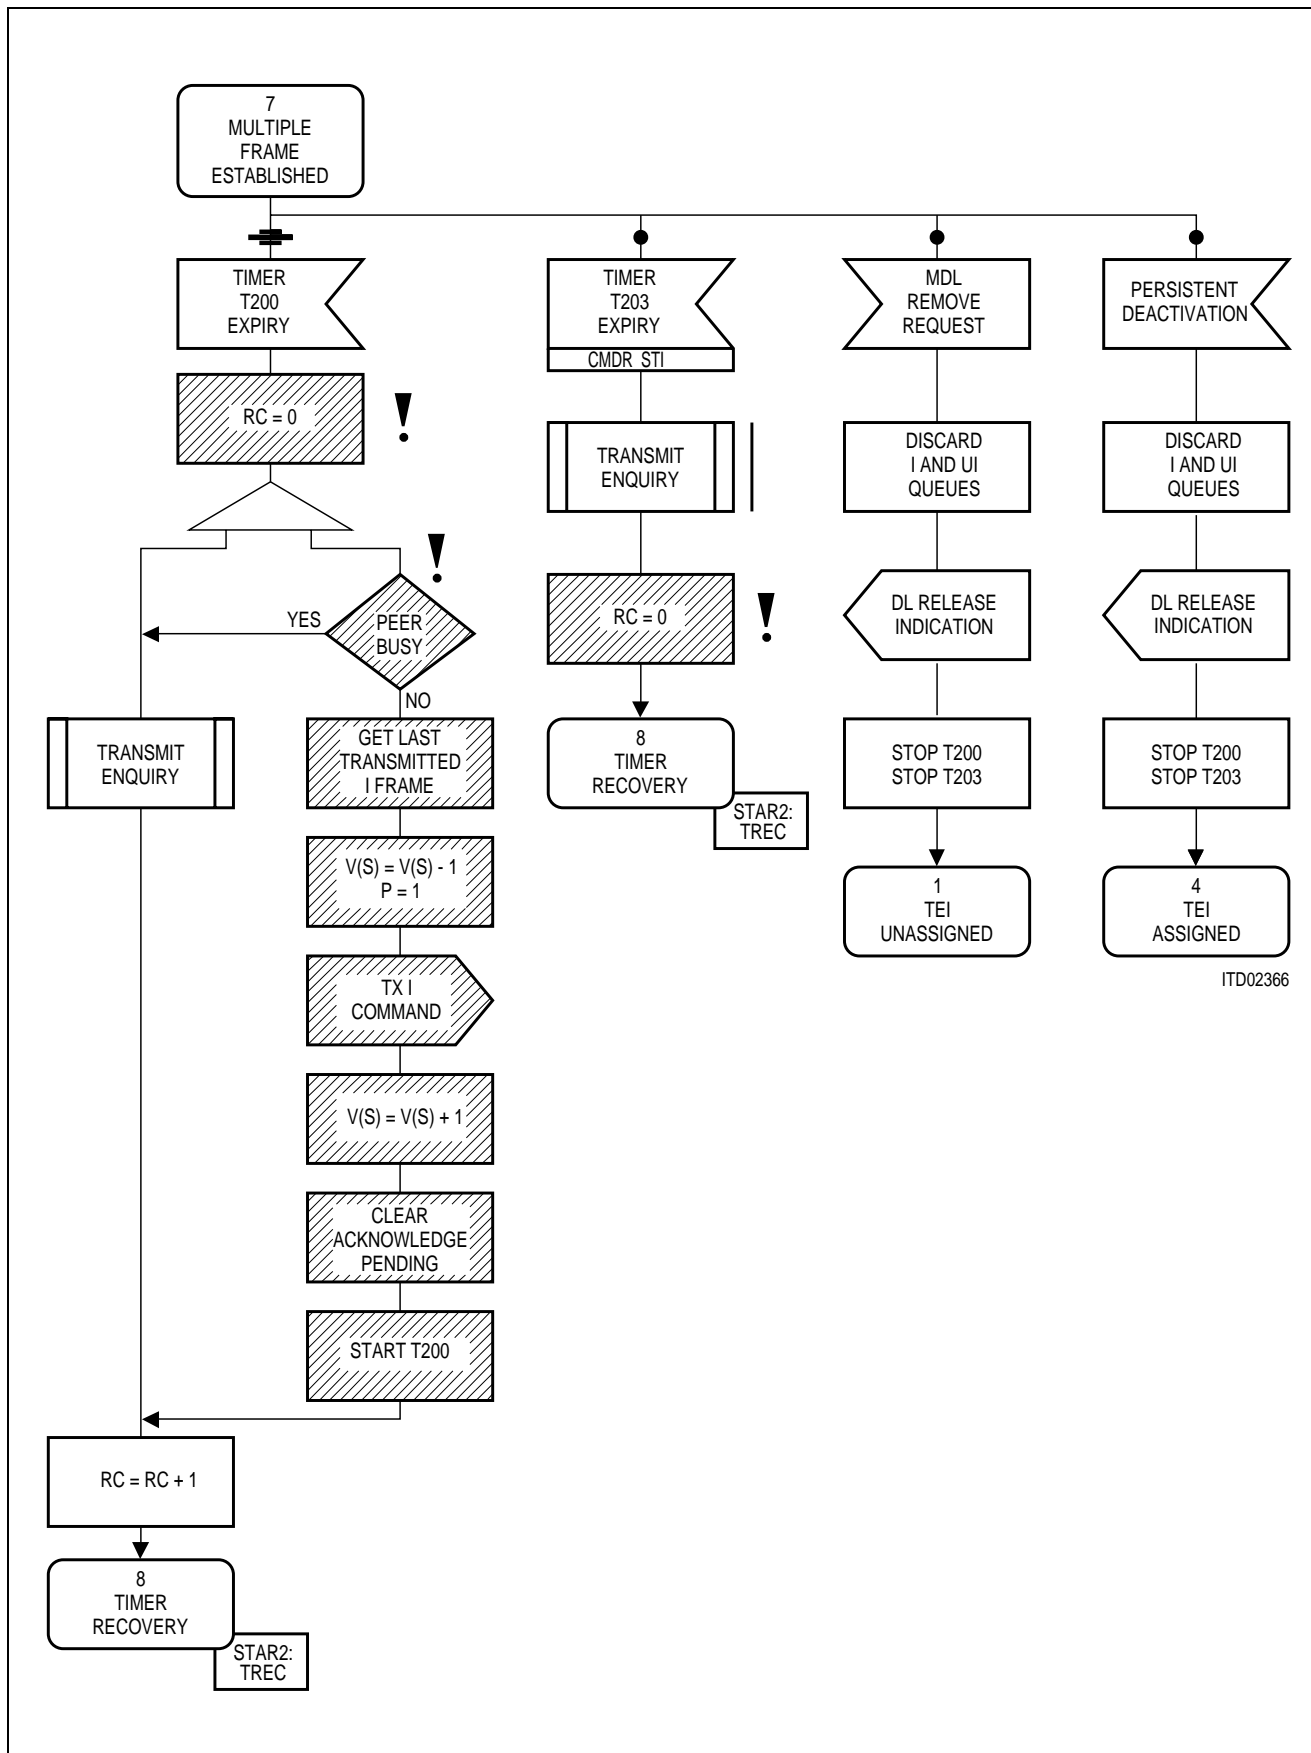 7
MULTIPLE
FRAME
ESTABLISHED
TIMER
T200
EXPIRY
RC = 0
YES
PEER
BUSY
NO
TRANSMIT
ENQUIRY
GET LAST
TRANSMITTED
I FRAME
V(S) = V(S) - 1
P = 1
TX I
COMMAND
V(S) = V(S) + 1
CLEAR
ACKNOWLEDGE
PENDING
START T200
RC = RC + 1
8
TIMER
RECOVERY
STAR2:
TREC
TIMER
T203
EXPIRY
CMDR STI
TRANSMIT
ENQUIRY
RC = 0
8
TIMER
RECOVERY
STAR2:
TREC
MDL
REMOVE
REQUEST
DISCARD
I AND UI
QUEUES
DL RELEASE
INDICATION
STOP T200
STOP T203
1
TEI
UNASSIGNED
PERSISTENT
DEACTIVATION
DISCARD
I AND UI
QUEUES
DL RELEASE
INDICATION
STOP T200
STOP T203
4
TEI
ASSIGNED
ITD02366